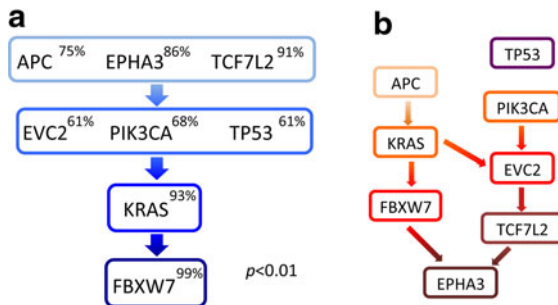 a
APC 75% EPHA3 86% TCF7L2 91%
EVC2 61% PIK3CA 68% TP53 61%
KRAS 93%
FBXW7 99%
p<0.01
b
TP53
APC
PIK3CA
KRAS
EVC2
FBXW7
TCF7L2
EPHA3